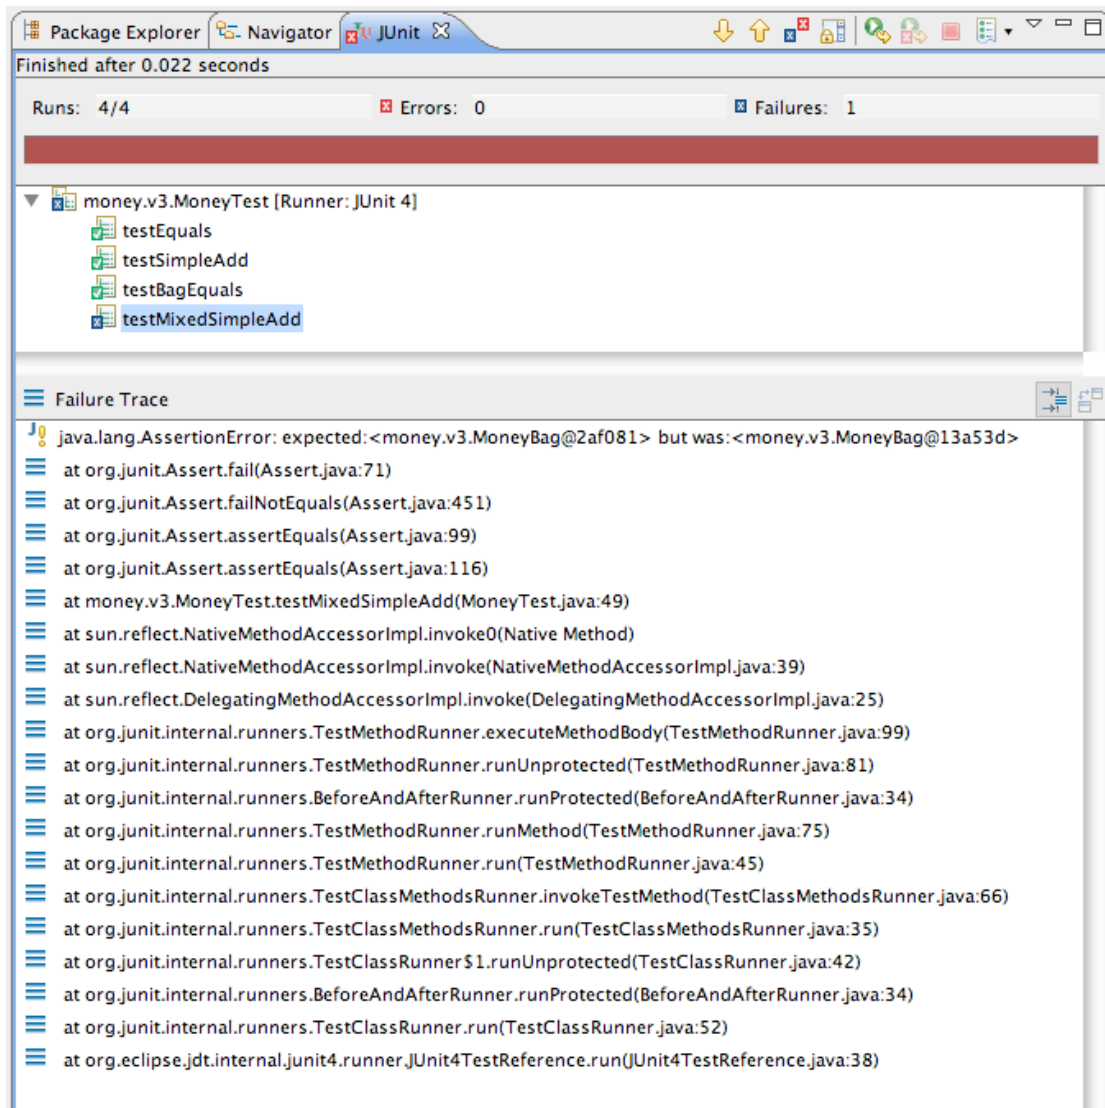 Package Explorer Navigator JUnit
Finished after 0.022 seconds
Runs: 4/4 Errors: 0 Failures: 1
money.v3.MoneyTest [Runner: JUnit 4]
testEquals
testSimpleAdd
testBagEquals
testMixedSimpleAdd
Failure Trace
java.lang.AssertionError: expected:<money.v3.MoneyBag@2af081> but was:<money.v3.MoneyBag@13a53d>
at org.junit.Assert.fail(Assert.java:71)
at org.junit.Assert.failNotEquals(Assert.java:451)
at org.junit.Assert.assertEquals(Assert.java:99)
at org.junit.Assert.assertEquals(Assert.java:116)
at money.v3.MoneyTest.testMixedSimpleAdd(MoneyTest.java:49)
at sun.reflect.NativeMethodAccessorImpl.invoke0(Native Method)
at sun.reflect.NativeMethodAccessorImpl.invoke(NativeMethodAccessorImpl.java:39)
at sun.reflect.DelegatingMethodAccessorImpl.invoke(DelegatingMethodAccessorImpl.java:25)
at org.junit.internal.runners.TestMethodRunner.executeMethodBody(TestMethodRunner.java:99)
at org.junit.internal.runners.TestMethodRunner.runUnprotected(TestMethodRunner.java:81)
at org.junit.internal.runners.BeforeAndAfterRunner.runProtected(BeforeAndAfterRunner.java:34)
at org.junit.internal.runners.TestMethodRunner.runMethod(TestMethodRunner.java:75)
at org.junit.internal.runners.TestMethodRunner.run(TestMethodRunner.java:45)
at org.junit.internal.runners.TestClassMethodsRunner.invokeTestMethod(TestClassMethodsRunner.java:66)
at org.junit.internal.runners.TestClassMethodsRunner.run(TestClassMethodsRunner.java:35)
at org.junit.internal.runners.TestClassRunner$1.runUnprotected(TestClassRunner.java:42)
at org.junit.internal.runners.BeforeAndAfterRunner.runProtected(BeforeAndAfterRunner.java:34)
at org.junit.internal.runners.TestClassRunner.run(TestClassRunner.java:52)
at org.eclipse.jdt.internal.junit4.runner.JUnit4TestReference.run(JUnit4TestReference.java:38)